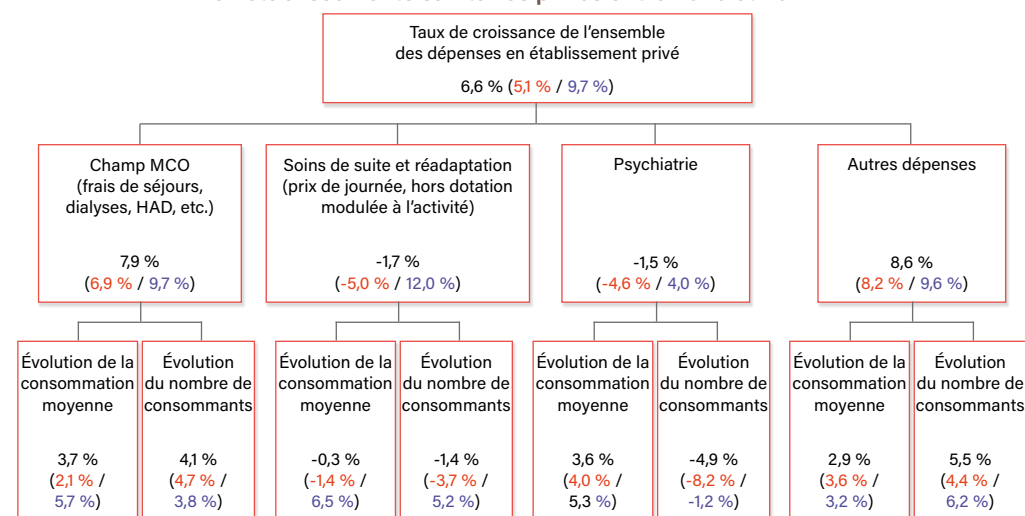 Taux de croissance de l’ensemble
des dépenses en établissement privé
6,6 % (5,1 % / 9,7 %)
Champ MCO
(frais de séjours,
dialyses, HAD, etc.)
7,9 %
(6,9 % / 9,7 %)
Soins de suite et réadaptation
(prix de journée, hors dotation
modulée à l’activité)
-1,7 %
(-5,0 % / 12,0 %)
Psychiatrie
-1,5 %
(-4,6 % / 4,0 %)
Autres dépenses
8,6 %
(8,2 % / 9,6 %)
Évolution de la
consommation
moyenne
3,7 %
(2,1 % /
5,7 %)
Évolution
du nombre de
consommants
4,1 %
(4,7 % /
3,8 %)
Évolution de la
consommation
moyenne
-0,3 %
(-1,4 % /
6,5 %)
Évolution
du nombre de
consommants
-1,4 %
(-3,7 % /
5,2 %)
Évolution de la
consommation
moyenne
3,6 %
(4,0 % /
5,3 %)
Évolution
du nombre de
consommants
-4,9 %
(-8,2 % /
-1,2 %)
Évolution de la
consommation
moyenne
2,9 %
(3,6 % /
3,2 %)
Évolution
du nombre de
consommants
5,5 %
(4,4 % /
6,2 %)